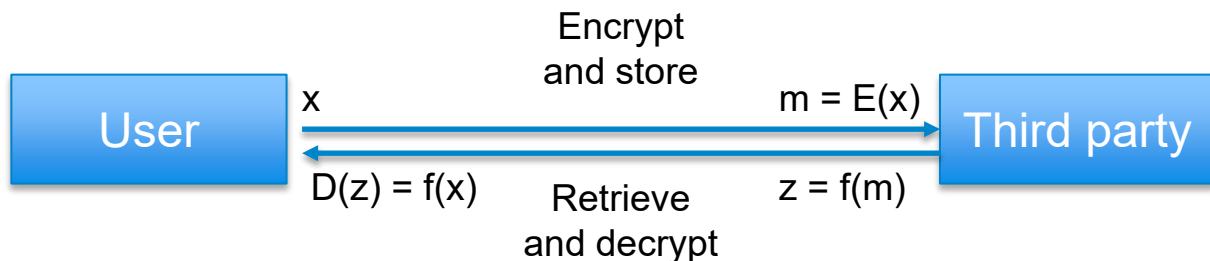 Encrypt
and store
User
x
m = E(x)
Third party
D(z) = f(x)
z = f(m)
Retrieve
and decrypt